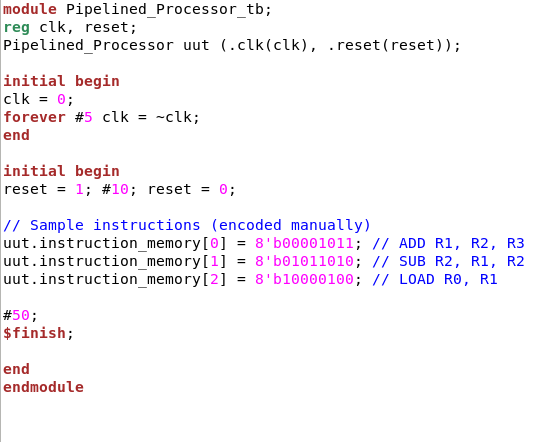 module Pipelined_Processor_tb;
reg clk, reset;
Pipelined_Processor uut (.clk(clk), .reset(reset));
initial begin
clk = 0;
forever #5 clk = ~clk;
end
initial begin
reset = 1; #10; reset = 0;
// Sample instructions (encoded manually)
uut.instruction_memory[0] = 8'b00001011; // ADD R1, R2, R3
uut.instruction_memory[1] = 8'b01011010; // SUB R2, R1, R2
uut.instruction_memory[2] = 8'b10000100; // LOAD R0, R1
#50;
$finish;
end
endmodule